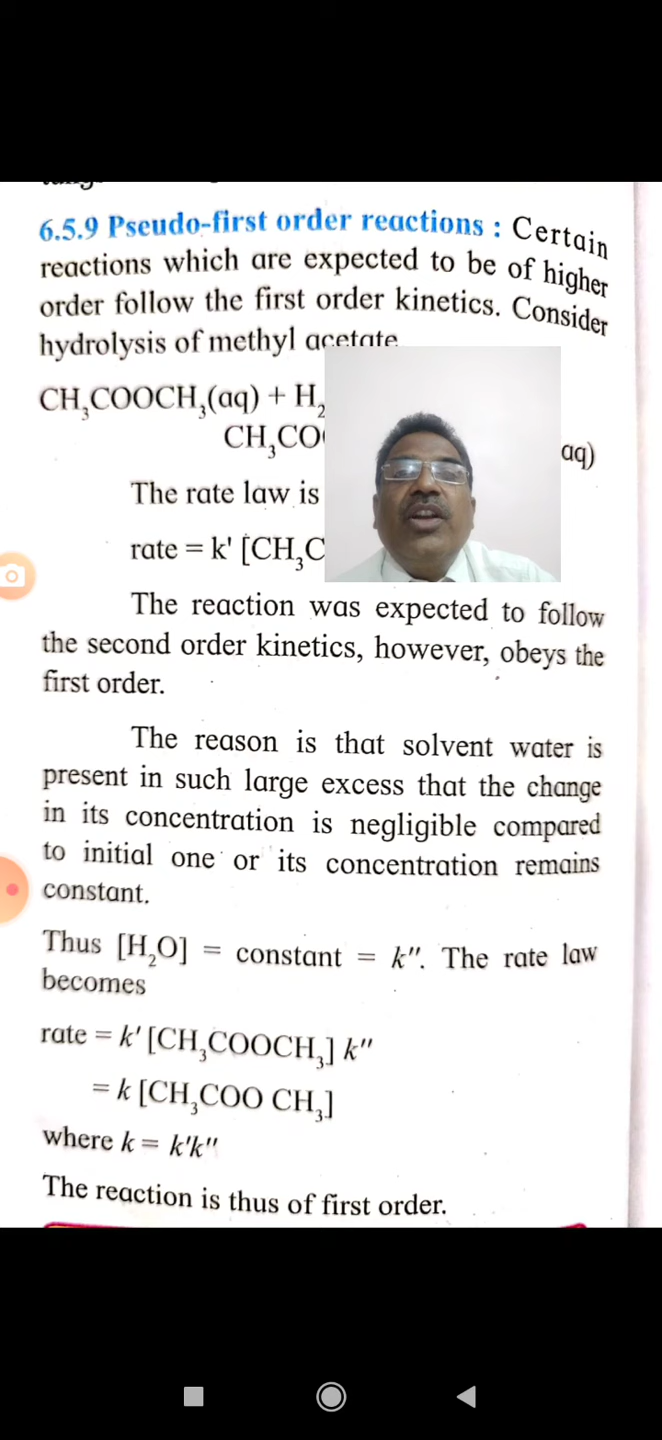 6.5.9 Pseudo-first order reactions : Certain
reactions which are expected to be of higher
order follow the first order kinetics. Consider
hydrolysis of methyl acetate
CH₃COOCH₃(aq) + H₂
CH₃CO
aq)
The rate law is
rate = k' [CH₃C
The reaction was expected to follow
the second order kinetics, however, obeys the
first order.
The reason is that solvent water is
present in such large excess that the change
in its concentration is negligible compared
to initial one or its concentration remains
constant.
Thus [H₂O] = constant = k″. The rate law
becomes
rate = k′ [CH₃COOCH₃] k″
= k [CH₃COO CH₃]
where k = k′k″
The reaction is thus of first order.